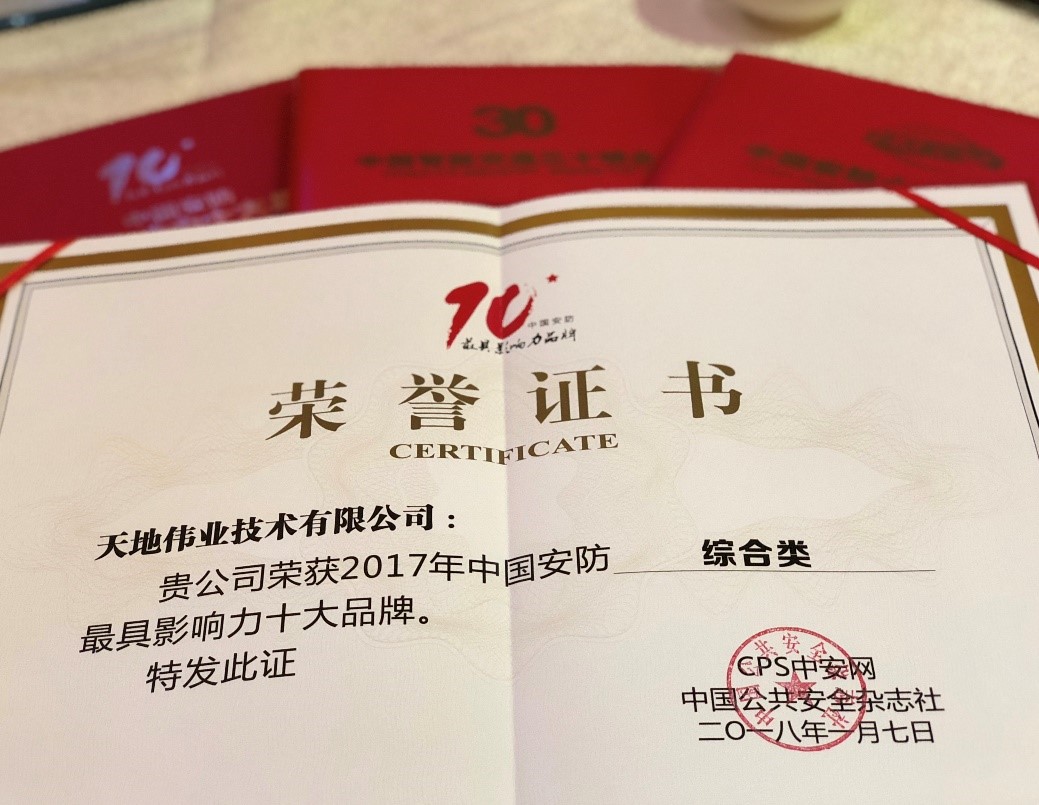 30
10
中国安防
最具影响力品牌
荣誉证书
CERTIFICATE
天地伟业技术有限公司：
贵公司荣获2017年中国安防 综合类
最具影响力十大品牌。
特发此证
CPS中安网
中国公共安全杂志社
二〇一八年一月七日